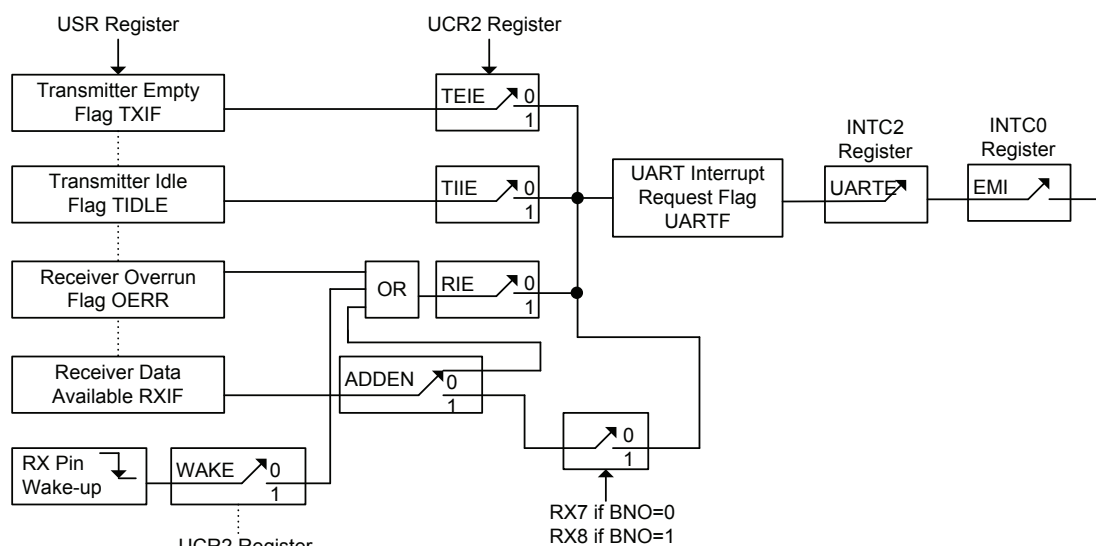 USR Register
UCR2 Register
Transmitter Empty
Flag TXIF
TEIE
0
1
INTC2
Register
INTC0
Register
Transmitter Idle
Flag TIDLE
TIIE
0
1
UART Interrupt
Request Flag
UARTF
UARTE
EMI
Receiver Overrun
Flag OERR
OR
RIE
0
1
Receiver Data
Available RXIF
ADDEN
0
1
0
1
RX Pin
Wake-up
WAKE
0
1
RX7 if BNO=0
RX8 if BNO=1
UCR2 Register